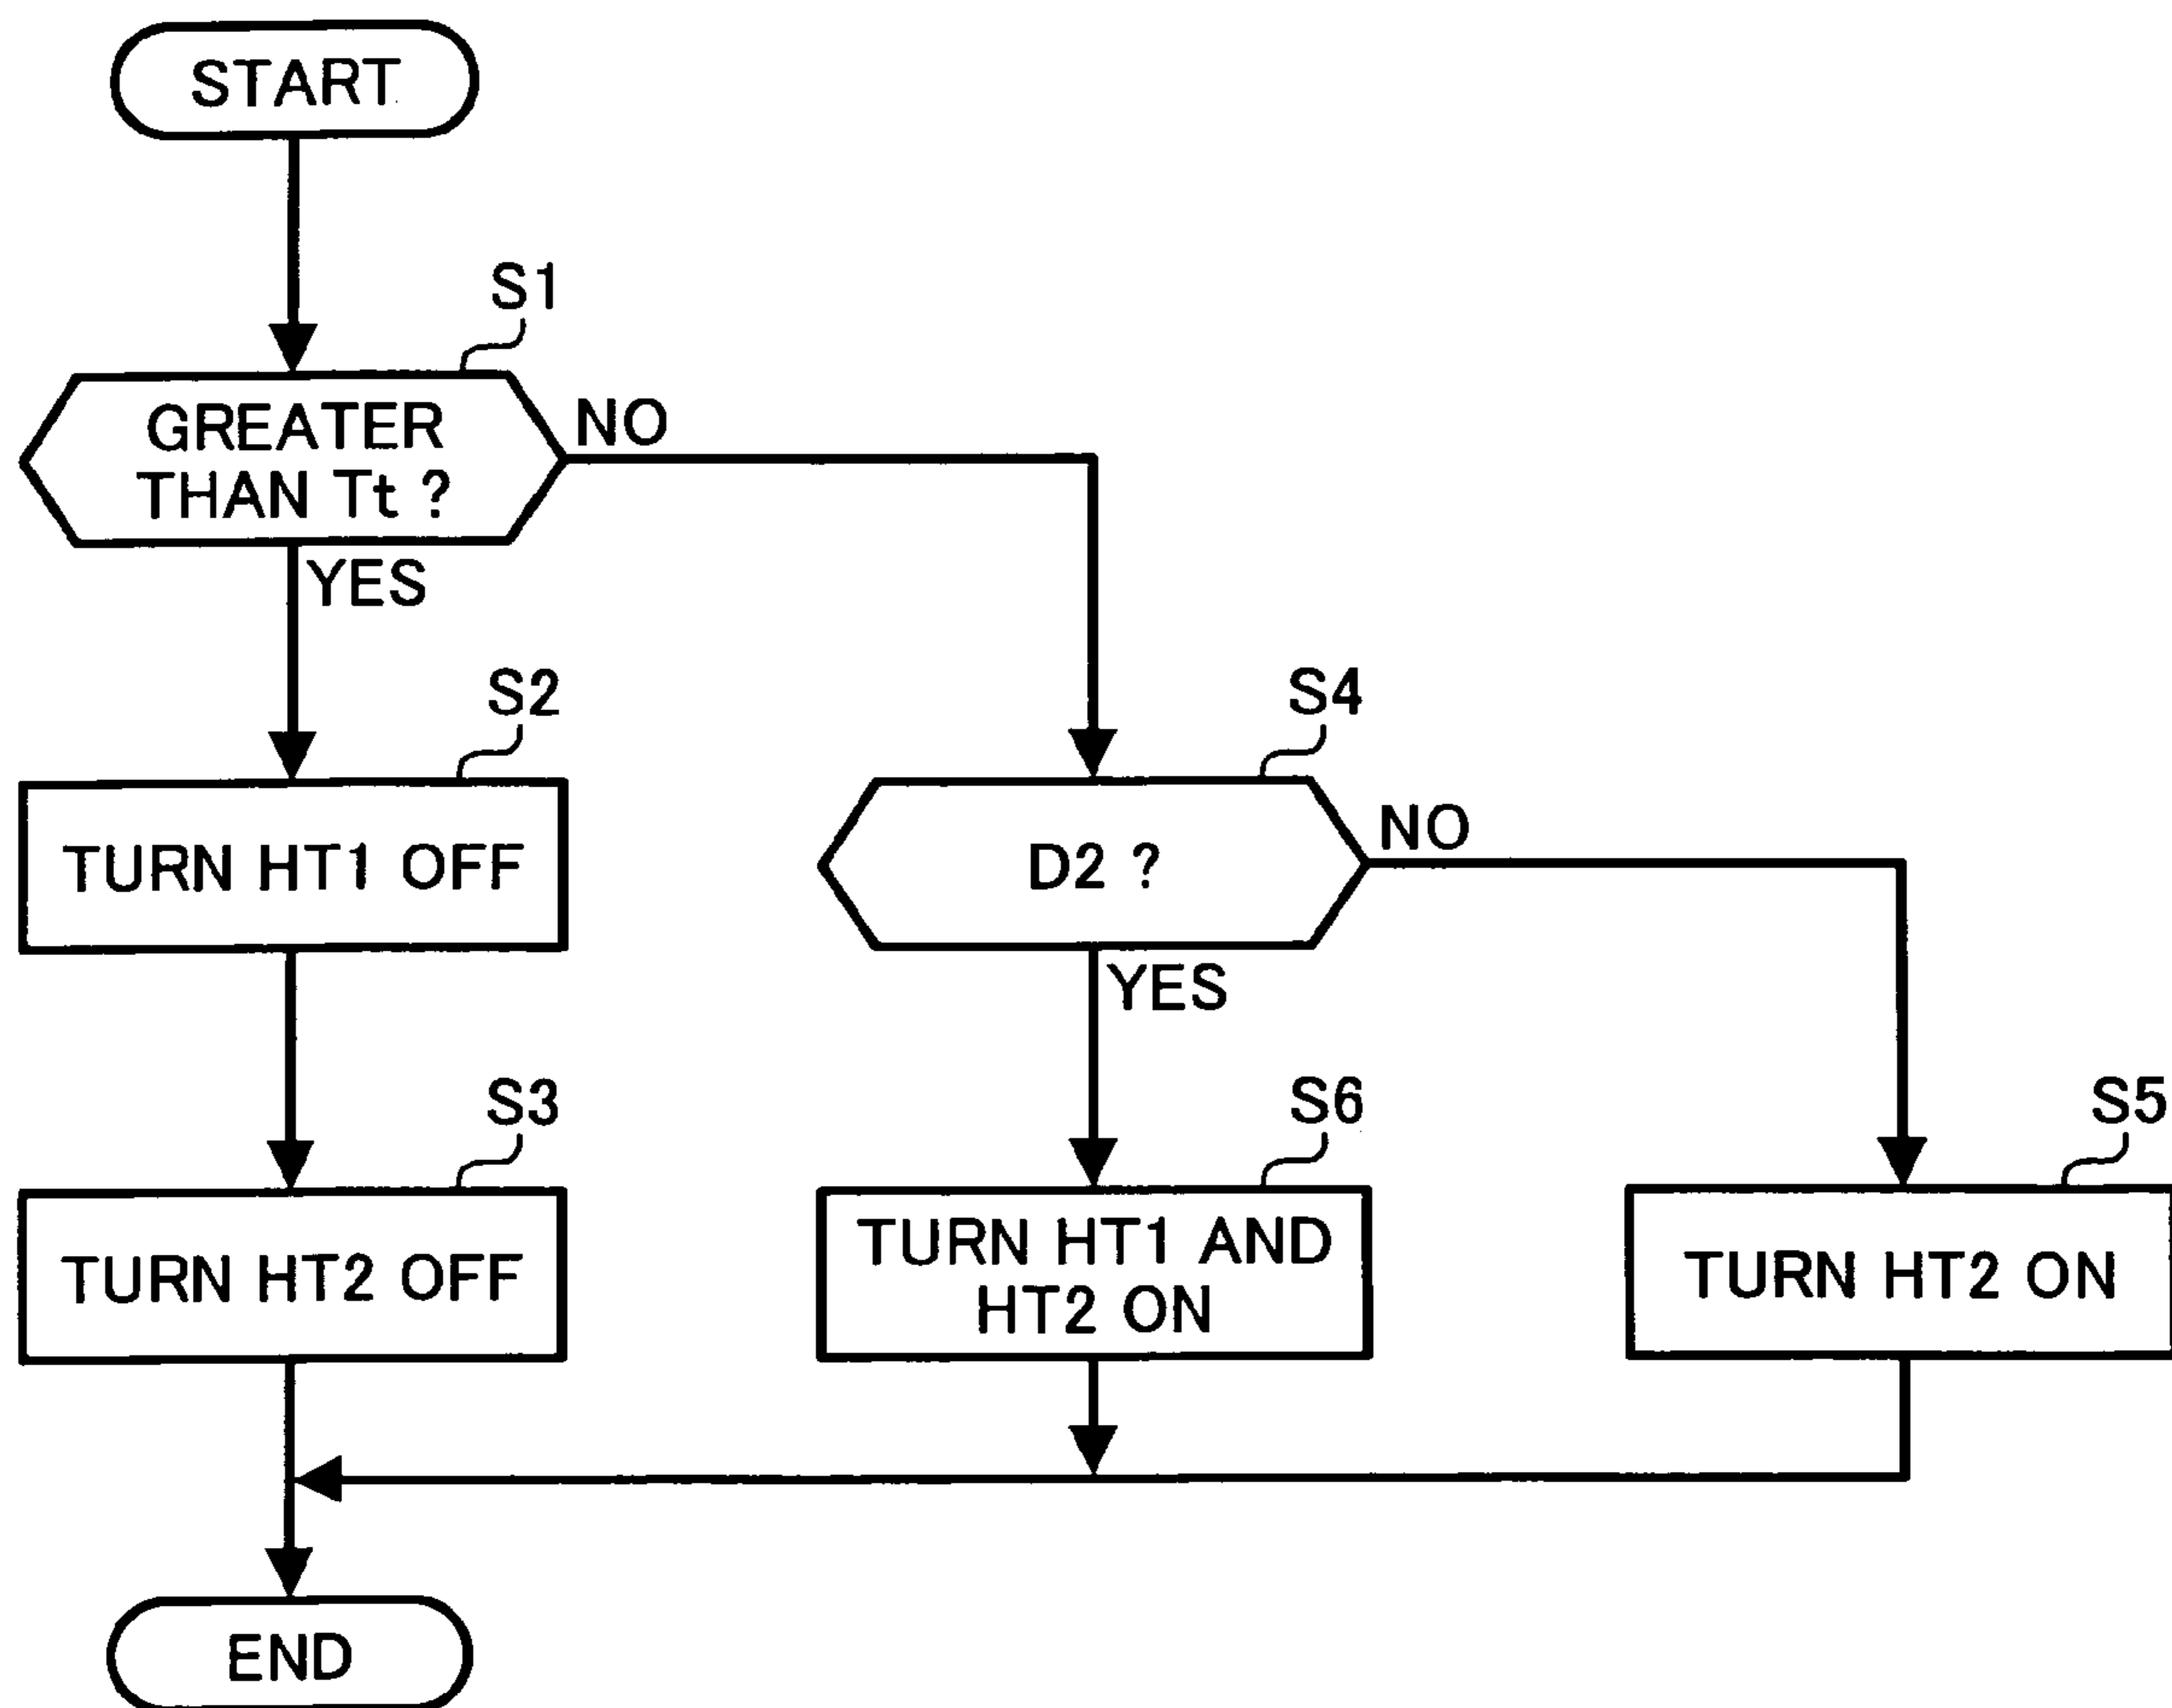 START
S1
GREATER
THAN Tt ?
NO
YES
S2
TURN HT1 OFF
S4
D2 ?
NO
YES
S3
TURN HT2 OFF
S6
TURN HT1 AND
HT2 ON
S5
TURN HT2 ON
END